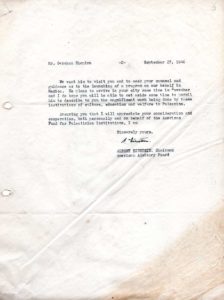 Mr. Gershon -2- September 27, 1946
We want him to visit you and to seek your counsel and
guidance on the launching of a program on our behalf in
Mexico. He plans to arrive in your city some time in October
and I do hope you will be able to set aside some time to permit
him to describe to you the magnificent work being done by these
institutions of culture, education and welfare in Palestine.
Assuring you that I will appreciate your consideration and
cooperation, both personally and on behalf of the American
Fund for Palestinian Institutions, I am
Sincerely yours,
A. Einstein.
ALBERT EINSTEIN, Chairman
American Advisory Board